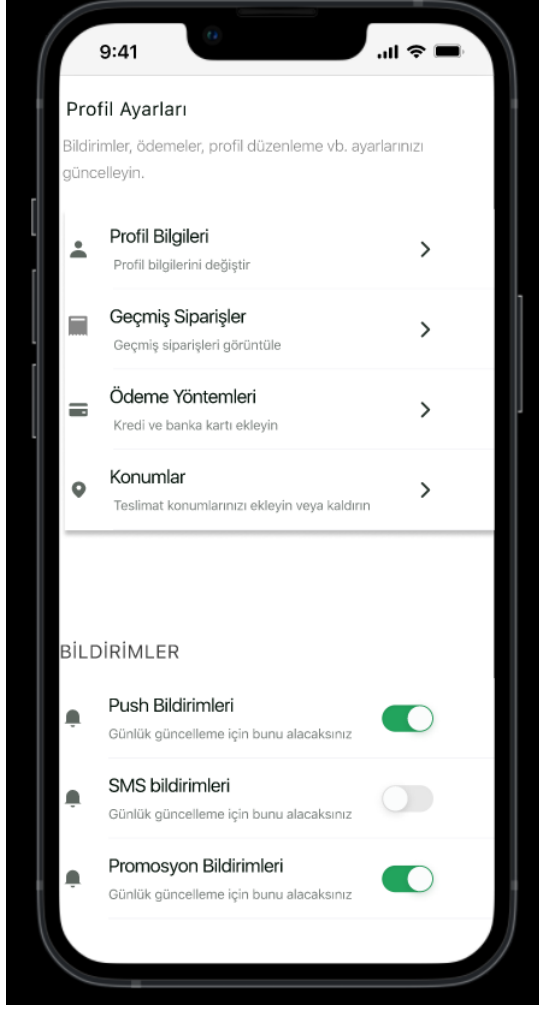 9:41
Profil Ayarları
Bildirimler, ödemeler, profil düzenleme vb. ayarlarınızı
güncelleyin.
Profil Bilgileri
Profil bilgilerini değiştir
Geçmiş Siparişler
Geçmiş siparişleri görüntüle
Ödeme Yöntemleri
Kredi ve banka kartı ekleyin
Konumlar
Teslimat konumlarınızı ekleyin veya kaldırın
BİLDİRİMLER
Push Bildirimleri
Günlük güncelleme için bunu alacaksınız
SMS bildirimleri
Günlük güncelleme için bunu alacaksınız
Promosyon Bildirimleri
Günlük güncelleme için bunu alacaksınız